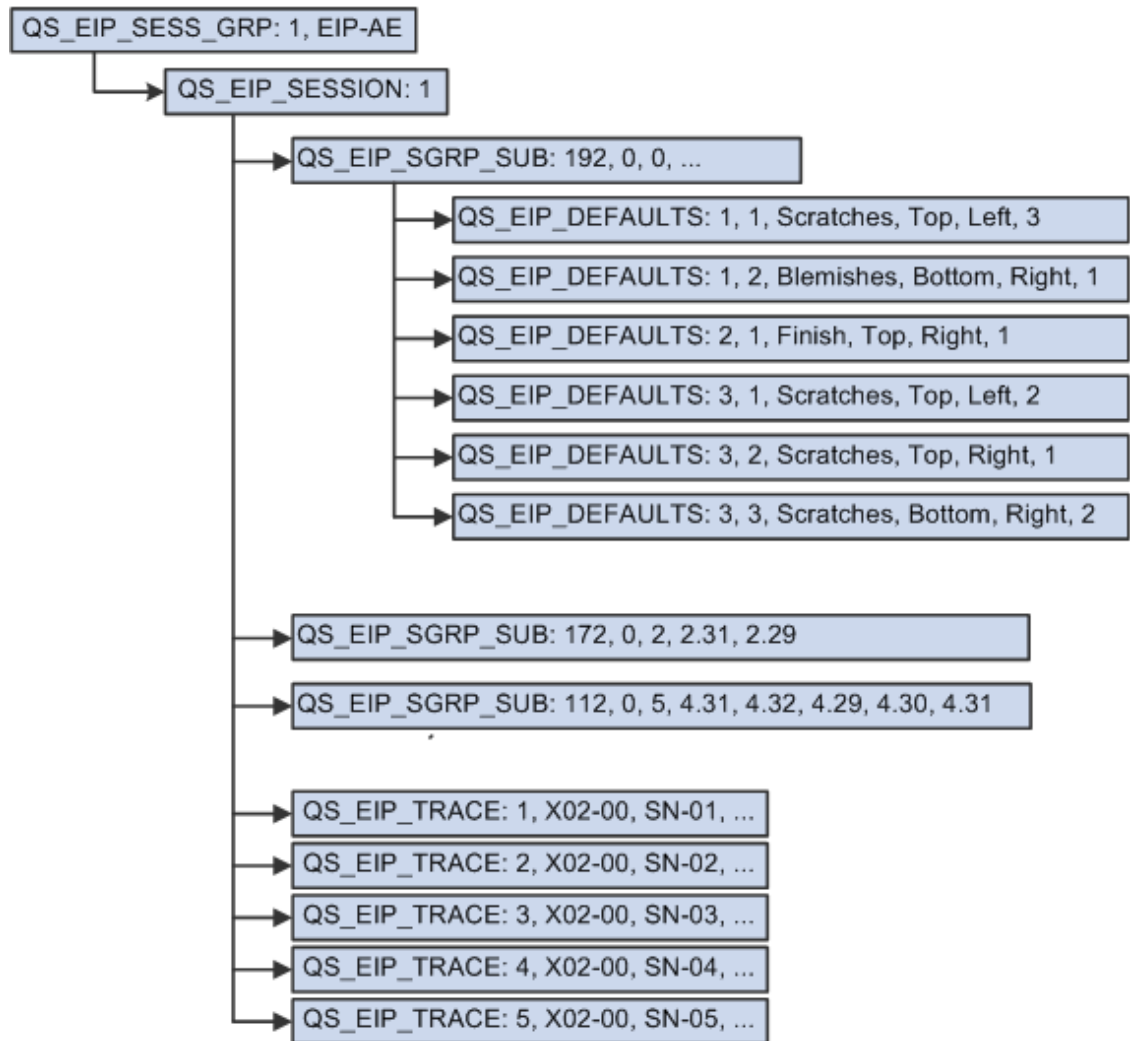 QS_EIP_SESS_GRP: 1, EIP-AE
QS_EIP_SESSION: 1
QS_EIP_SGRP_SUB: 192, 0, 0, ...
QS_EIP_DEFAULTS: 1, 1, Scratches, Top, Left, 3
QS_EIP_DEFAULTS: 1, 2, Blemishes, Bottom, Right, 1
QS_EIP_DEFAULTS: 2, 1, Finish, Top, Right, 1
QS_EIP_DEFAULTS: 3, 1, Scratches, Top, Left, 2
QS_EIP_DEFAULTS: 3, 2, Scratches, Top, Right, 1
QS_EIP_DEFAULTS: 3, 3, Scratches, Bottom, Right, 2
QS_EIP_SGRP_SUB: 172, 0, 2, 2.31, 2.29
QS_EIP_SGRP_SUB: 112, 0, 5, 4.31, 4.32, 4.29, 4.30, 4.31
QS_EIP_TRACE: 1, X02-00, SN-01, ...
QS_EIP_TRACE: 2, X02-00, SN-02, ...
QS_EIP_TRACE: 3, X02-00, SN-03, ...
QS_EIP_TRACE: 4, X02-00, SN-04, ...
QS_EIP_TRACE: 5, X02-00, SN-05, ...